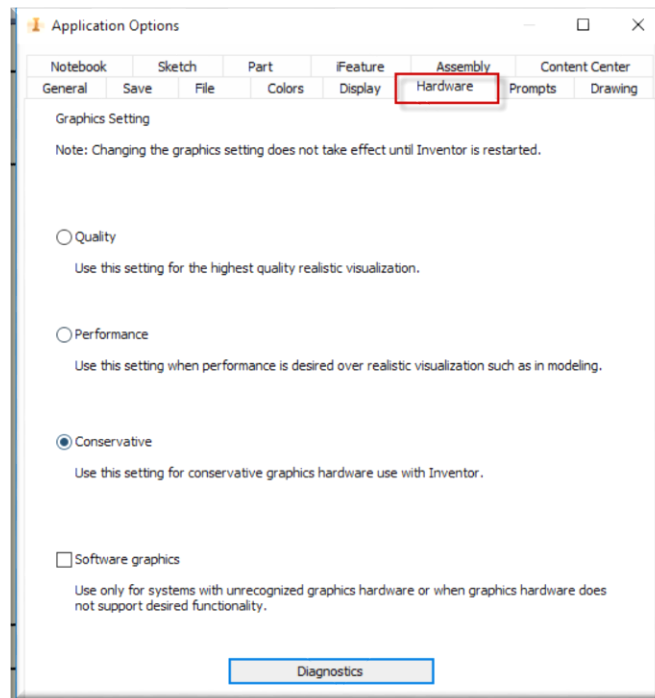 Application Options
Notebook Sketch Part iFeature Assembly Content Center
General Save File Colors Display Hardware Prompts Drawing
Graphics Setting
Note: Changing the graphics setting does not take effect until Inventor is restarted.
Quality
Use this setting for the highest quality realistic visualization.
Performance
Use this setting when performance is desired over realistic visualization such as in modeling.
Conservative
Use this setting for conservative graphics hardware use with Inventor.
Software graphics
Use only for systems with unrecognized graphics hardware or when graphics hardware does
not support desired functionality.
Diagnostics